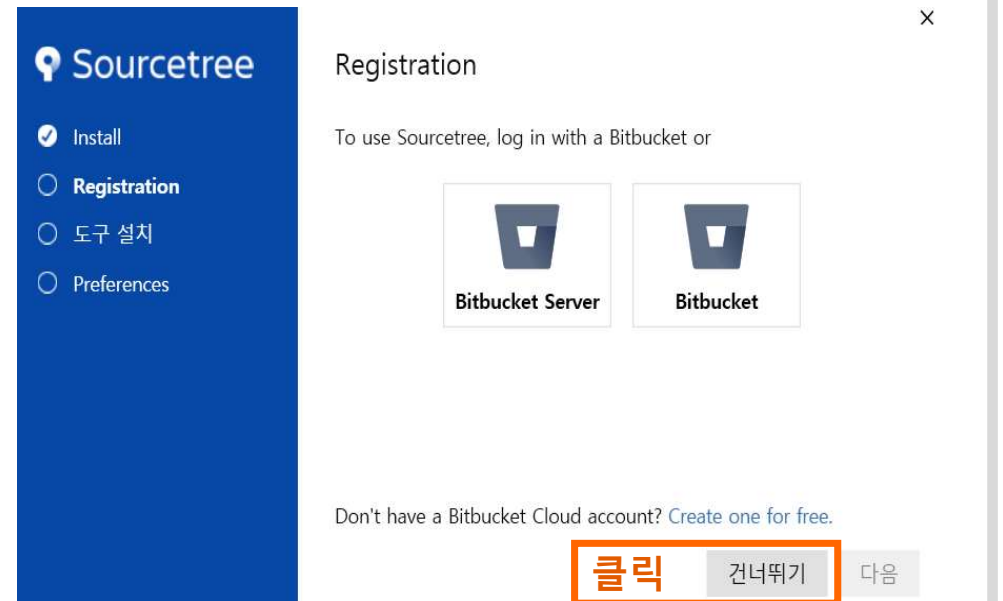 Sourcetree
Install
Registration
도구 설치
Preferences
Registration
To use Sourcetree, log in with a Bitbucket or
Bitbucket Server
Bitbucket
Don't have a Bitbucket Cloud account? Create one for free.
클릭
건너뛰기
다음